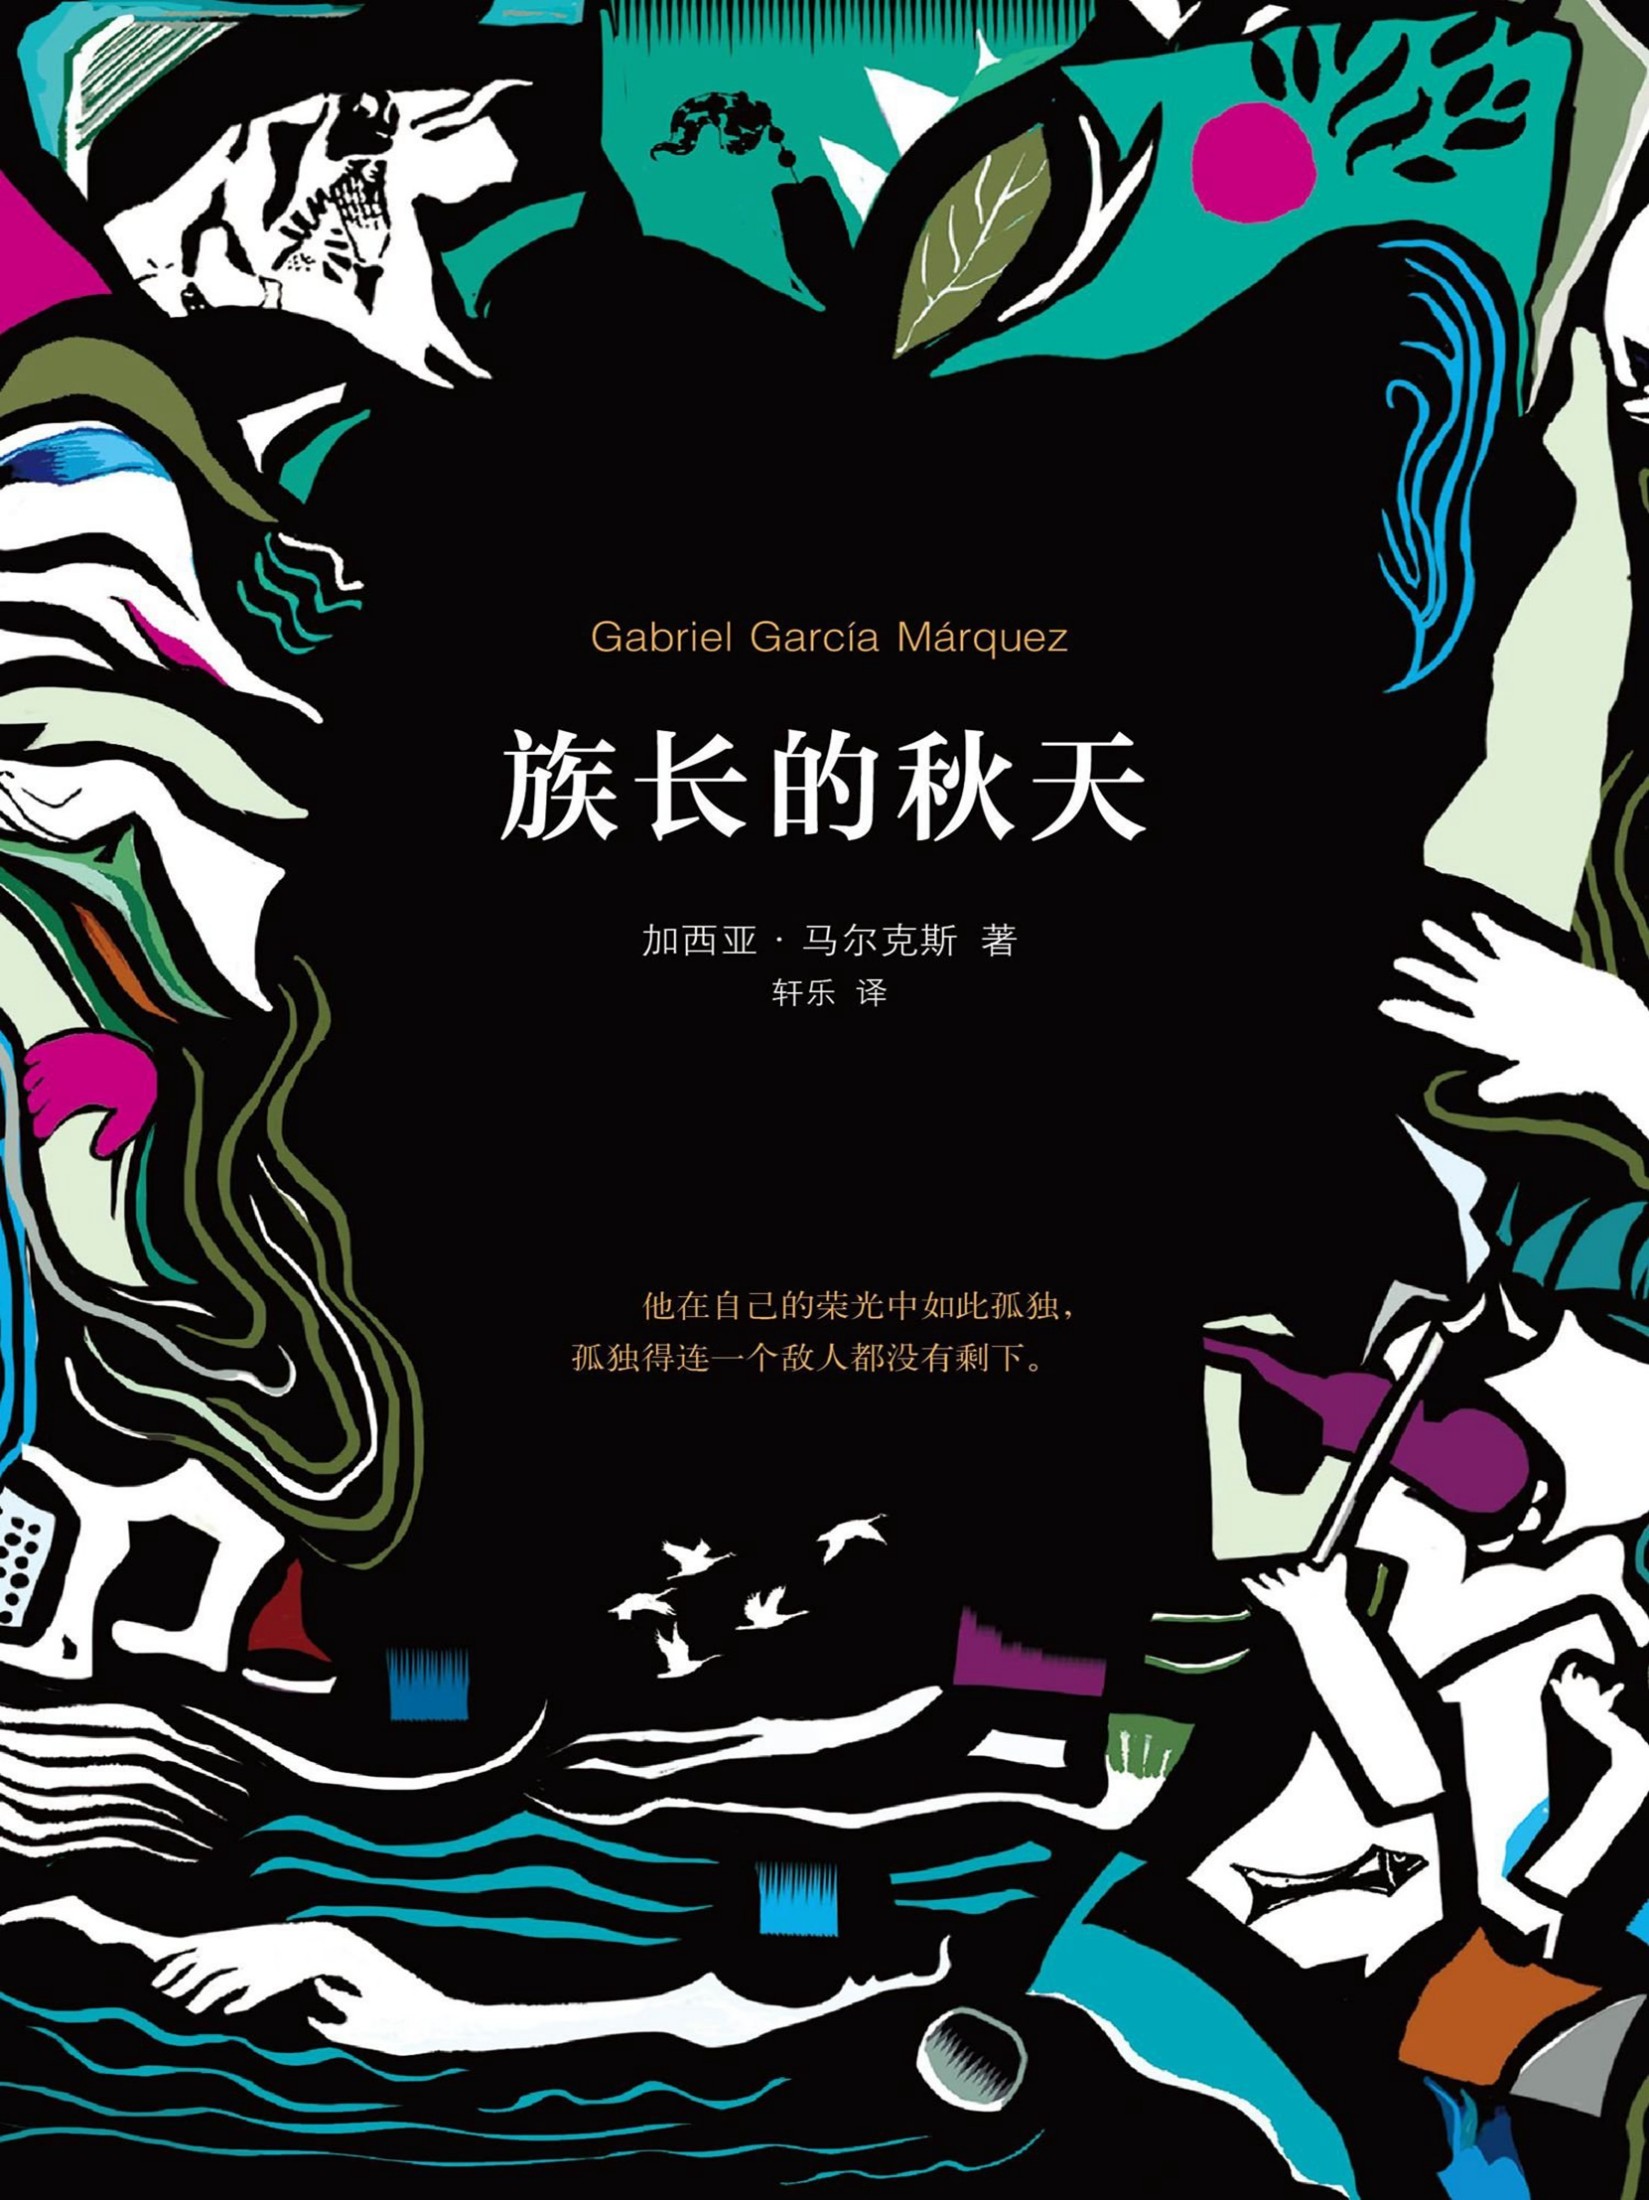 Gabriel García Márquez
族长的秋天
加西亚·马尔克斯 著
轩乐 译
他在自己的荣光中如此孤独，
孤独得连一个敌人都没有剩下。